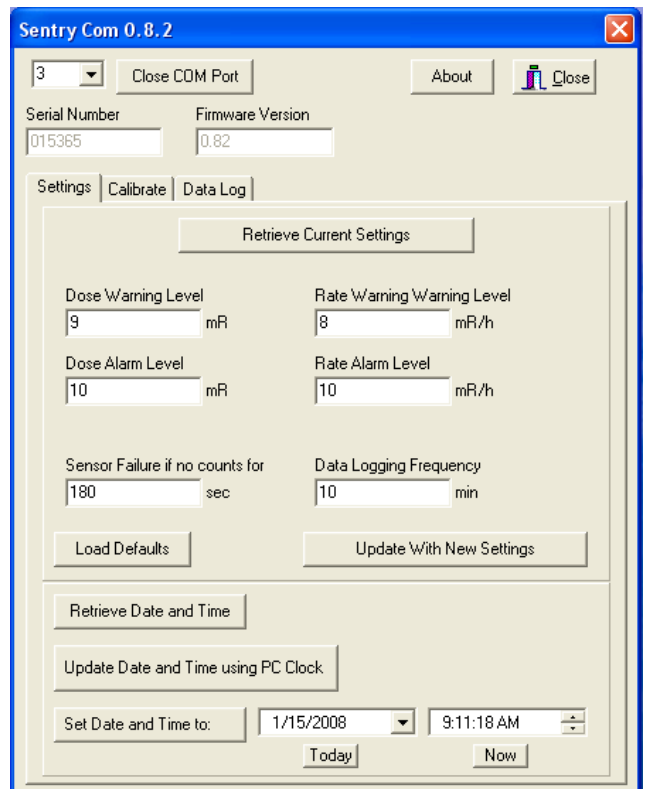 Sentry Com 0.8.2
3 Close COM Port About Close
Serial Number Firmware Version
015365 0.82
Settings Calibrate Data Log
Retrieve Current Settings
Dose Warning Level Rate Warning Warning Level
9 mR 8 mR/h
Dose Alarm Level Rate Alarm Level
10 mR 10 mR/h
Sensor Failure if no counts for Data Logging Frequency
180 sec 10 min
Load Defaults Update With New Settings
Retrieve Date and Time
Update Date and Time using PC Clock
Set Date and Time to: 1/15/2008 9:11:18 AM
Today Now